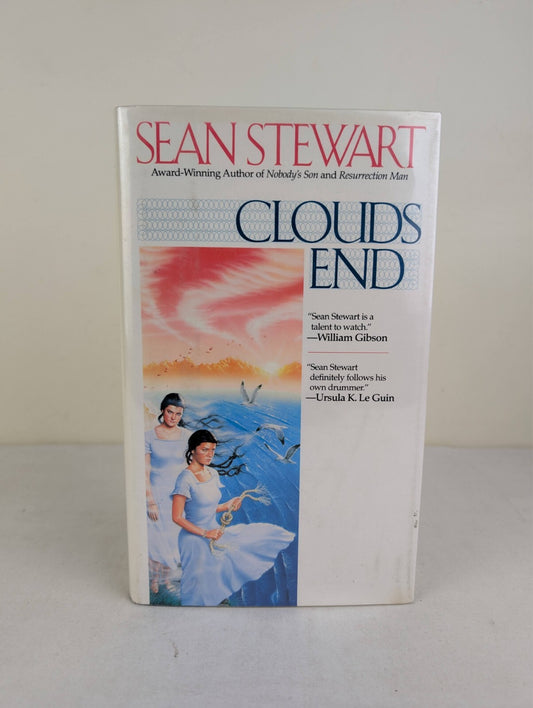 SEAN STEWART
Award-Winning Author of Nobody's Son and Resurrection Man
CLOUDS
END
"Sean Stewart is a
talent to watch."
—William Gibson
"Sean Stewart
definitely follows his
own drummer."
—Ursula K. Le Guin